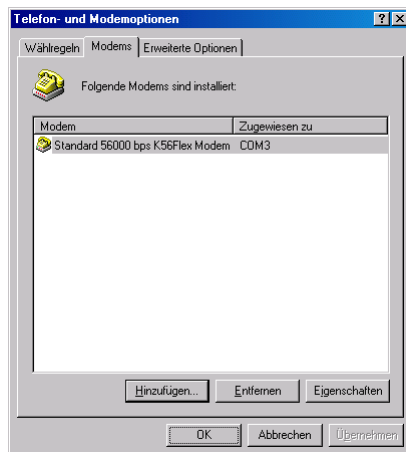 Telefon- und Modemoptionen
Wählregeln Modems Erweiterte Optionen
Folgende Modems sind installiert:
Modem Zugewiesen zu
Standard 56000 bps K56Flex Modem COM3
Hinzufügen... Entfernen Eigenschaften
OK Abbrechen Übernehmen